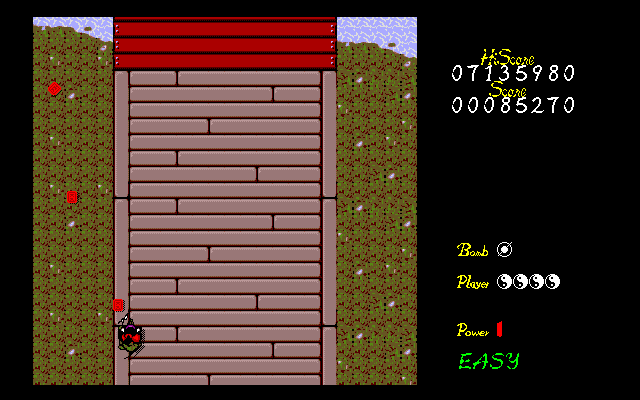 HiScore
07135980
Score
00085270
Bomb
Player
Power
EASY